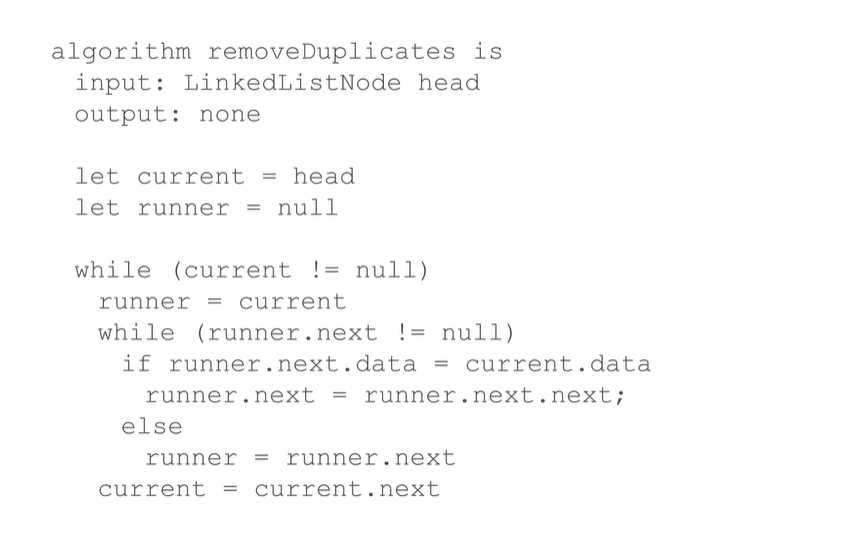 algorithm removeDuplicates is
input: LinkedListNode head
output: none
let current = head
let runner = null
while (current != null)
runner = current
while (runner.next != null)
if runner.next.data = current.data
runner.next = runner.next.next;
else
runner = runner.next
current = current.next